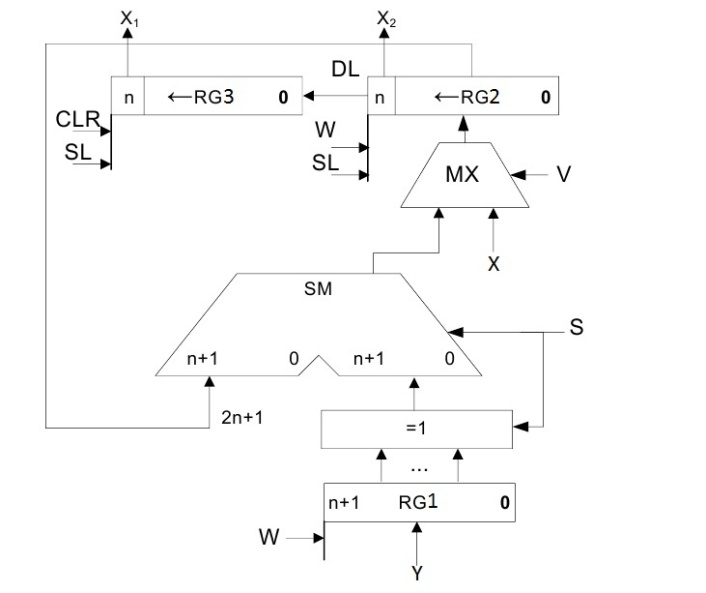 X₁ X₂
DL
n ←RG3 0 n ←RG2 0
CLR
W
SL SL
MX V
X
SM
S
n+1 0 n+1 0
2n+1
=1
...
n+1 RG1 0
W
Y